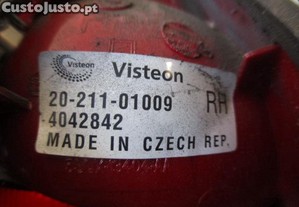 CustoJusto.pt
Visteon Visteon
20-211-01009 RR
4042842
MADE IN CZECH REP.